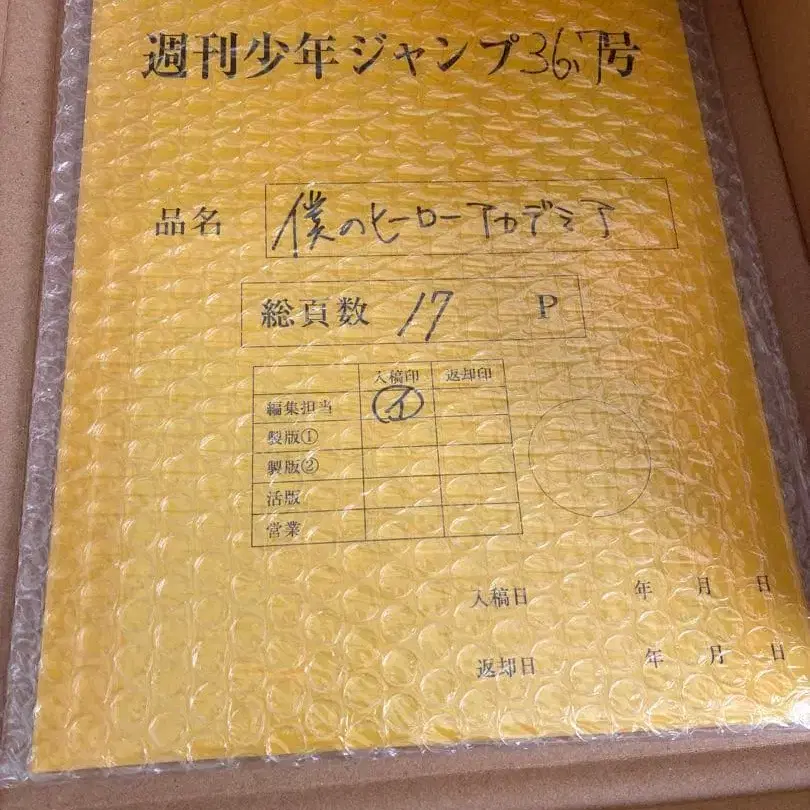 週刊少年ジャンプ36.7号
品名 僕のヒーローアカデミア
総頁数 17 P
入稿印 返却印
編集担当 イ
製版①
製版②
活版
営業
入稿日 年 月 日
返却日 年 月 日